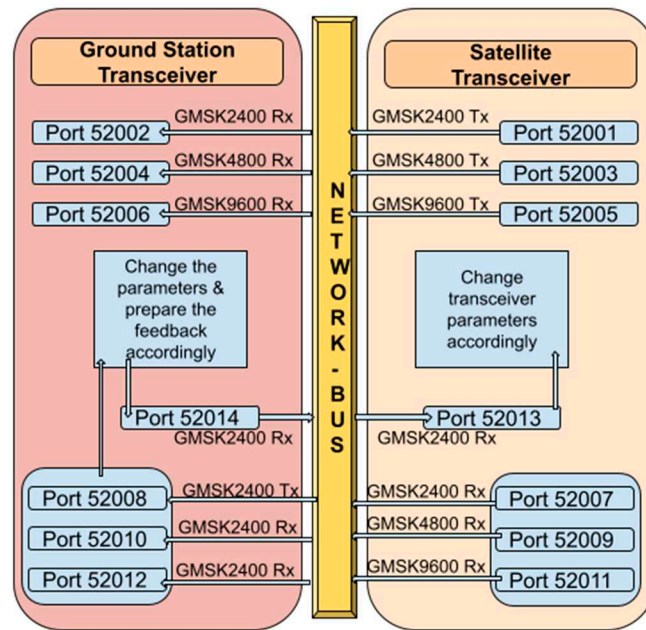 Ground Station
Transceiver
Satellite
Transceiver
GMSK2400 Rx
GMSK2400 Tx
Port 52002
Port 52001
GMSK4800 Rx
GMSK4800 Tx
Port 52004
Port 52003
GMSK9600 Rx
GMSK9600 Tx
Port 52006
Port 52005
NETWORK-BUS
Change the
parameters &
prepare the
feedback
accordingly
Change
transceiver
parameters
accordingly
Port 52014
Port 52013
GMSK2400 Rx
GMSK2400 Rx
GMSK2400 Tx
GMSK2400 Rx
Port 52008
Port 52007
GMSK2400 Rx
GMSK4800 Rx
Port 52010
Port 52009
GMSK2400 Rx
GMSK9600 Rx
Port 52012
Port 52011